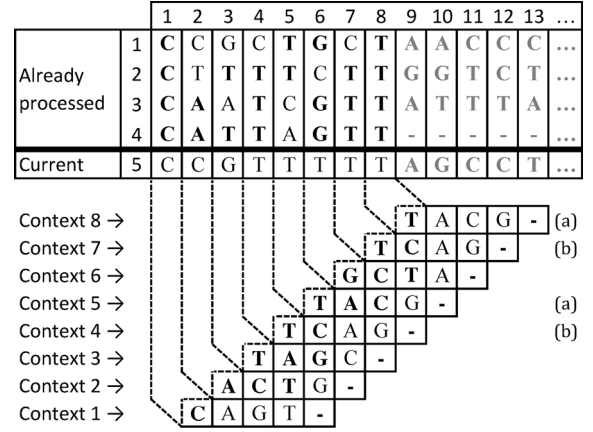 1 2 3 4 5 6 7 8 9 10 11 12 13 ...
Already processed
1 C C G C T G C T A A C C C ...
2 C T T T T C T T G G T C T ...
3 C A A T C G T T A T T T A ...
4 C A T T A G T T - - - - - ...
Current 5 C C G T T T T T A G C C T ...
Context 8 → T A C G - (a)
Context 7 → T C A G - (b)
Context 6 → G C T A -
Context 5 → T A C G - (a)
Context 4 → T C A G - (b)
Context 3 → T A G C -
Context 2 → A C T G -
Context 1 → C A G T -